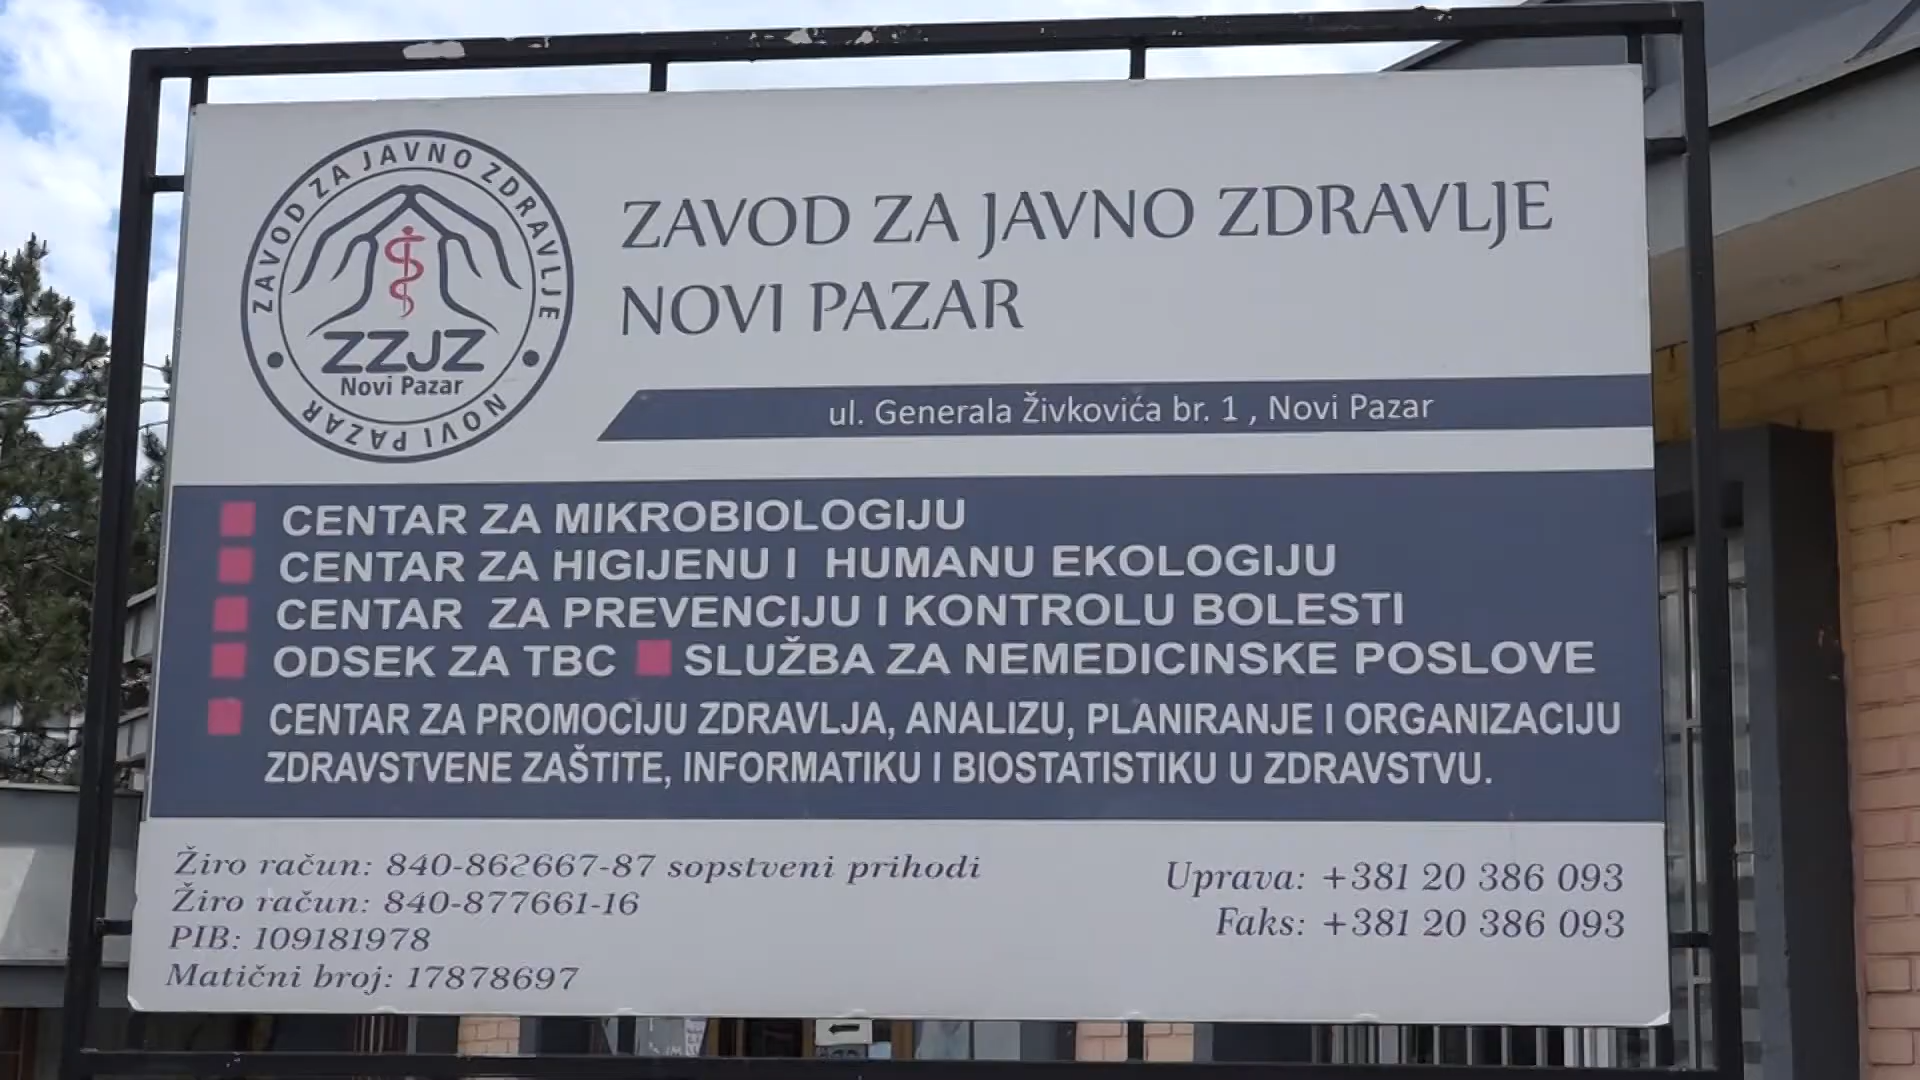 ZAVOD ZA JAVNO ZDRAVLJE
NOVI PAZAR
ZZJZ
Novi Pazar
ZAVOD ZA JAVNO ZDRAVLJE
NOVI PAZAR
ul. Generala Živkovića br. 1 , Novi Pazar
CENTAR ZA MIKROBIOLOGIJU
CENTAR ZA HIGIJENU I HUMANU EKOLOGIJU
CENTAR ZA PREVENCIJU I KONTROLU BOLESTI
ODSEK ZA TBC SLUŽBA ZA NEMEDICINSKE POSLOVE
CENTAR ZA PROMOCIJU ZDRAVLJA, ANALIZU, PLANIRANJE I ORGANIZACIJU
ZDRAVSTVENE ZAŠTITE, INFORMATIKU I BIOSTATISTIKU U ZDRAVSTVU.
Žiro račun: 840-862667-87 sopstveni prihodi
Žiro račun: 840-877661-16
PIB: 109181978
Matični broj: 17878697
Uprava: +381 20 386 093
Faks: +381 20 386 093